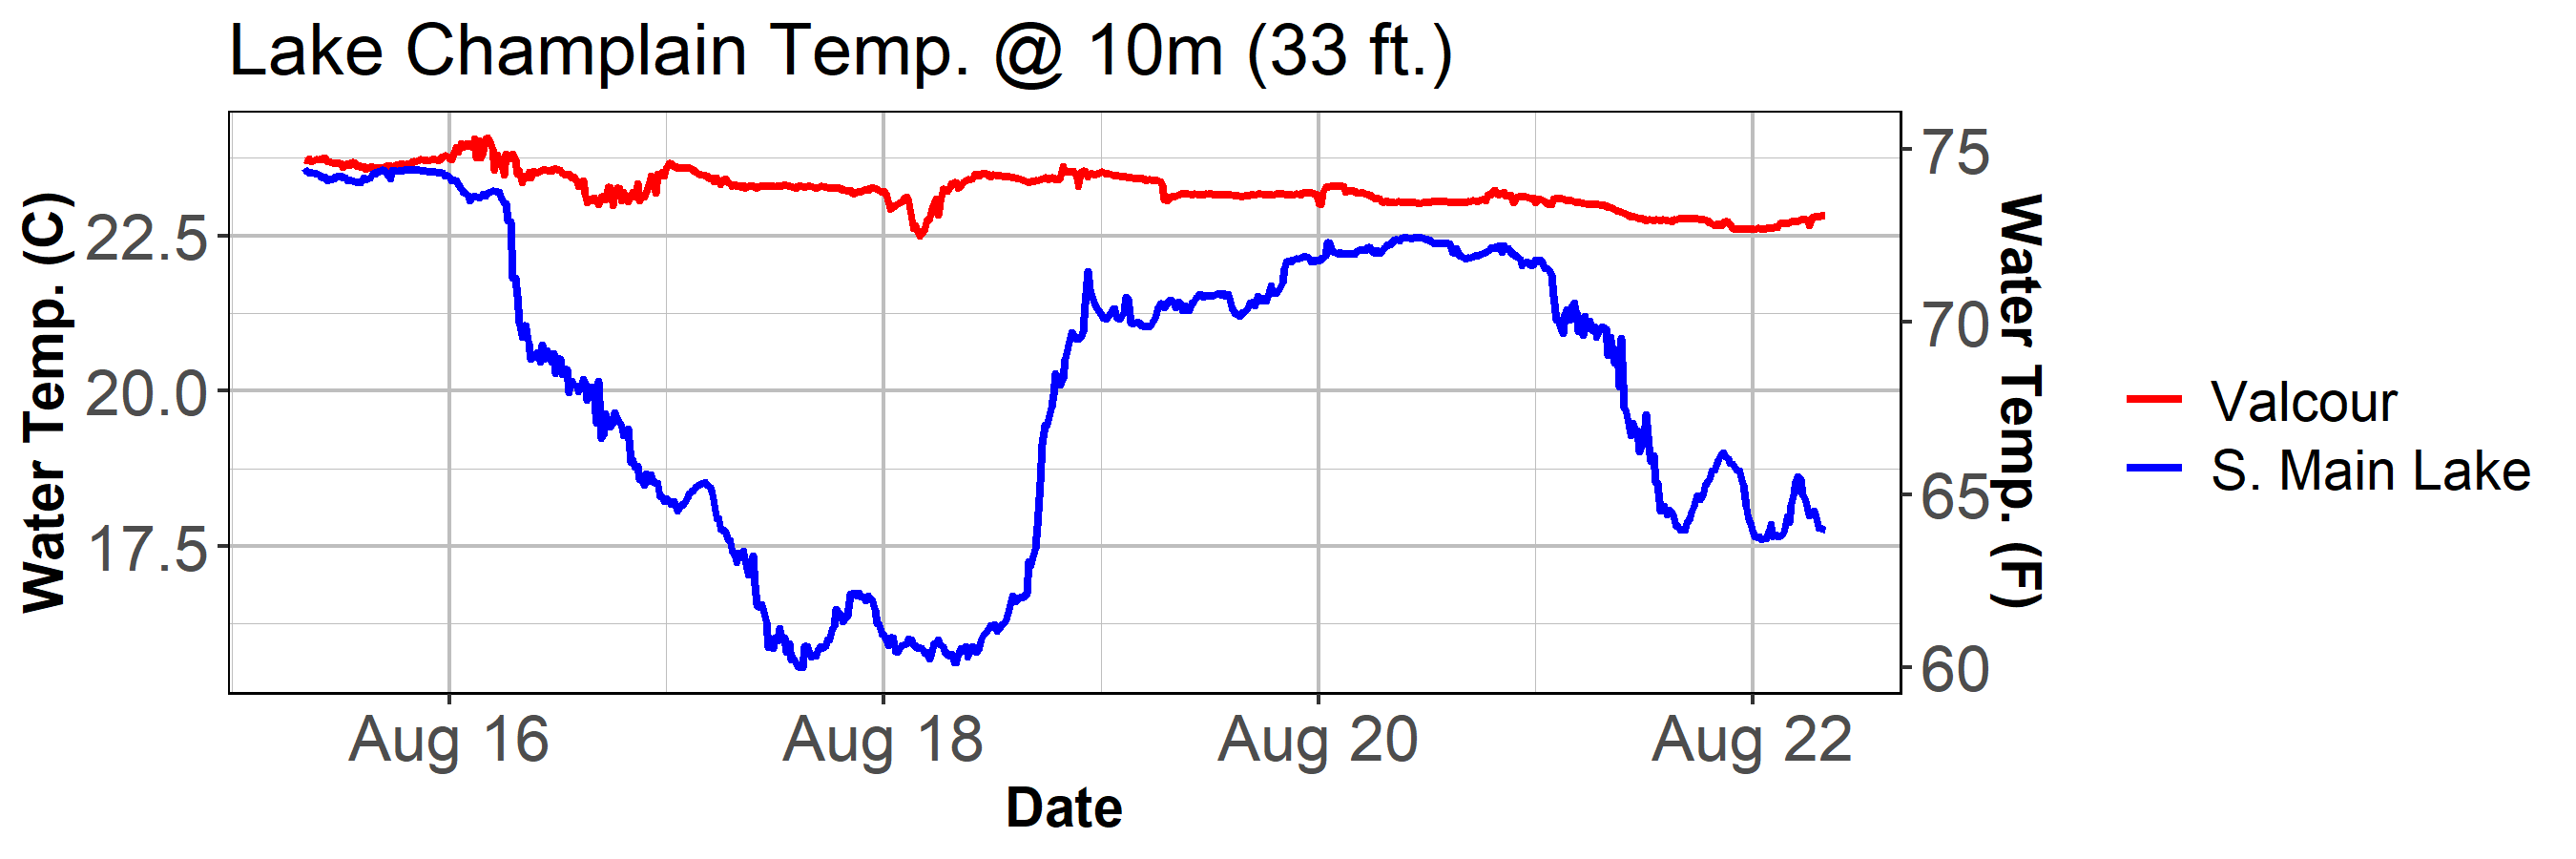 Lake Champlain Temp. @ 10m (33 ft.)
Water Temp. (C)
22.5
20.0
17.5
75
70
65
60
Water Temp. (F)
Aug 16
Aug 18
Aug 20
Aug 22
Date
Valcour
S. Main Lake